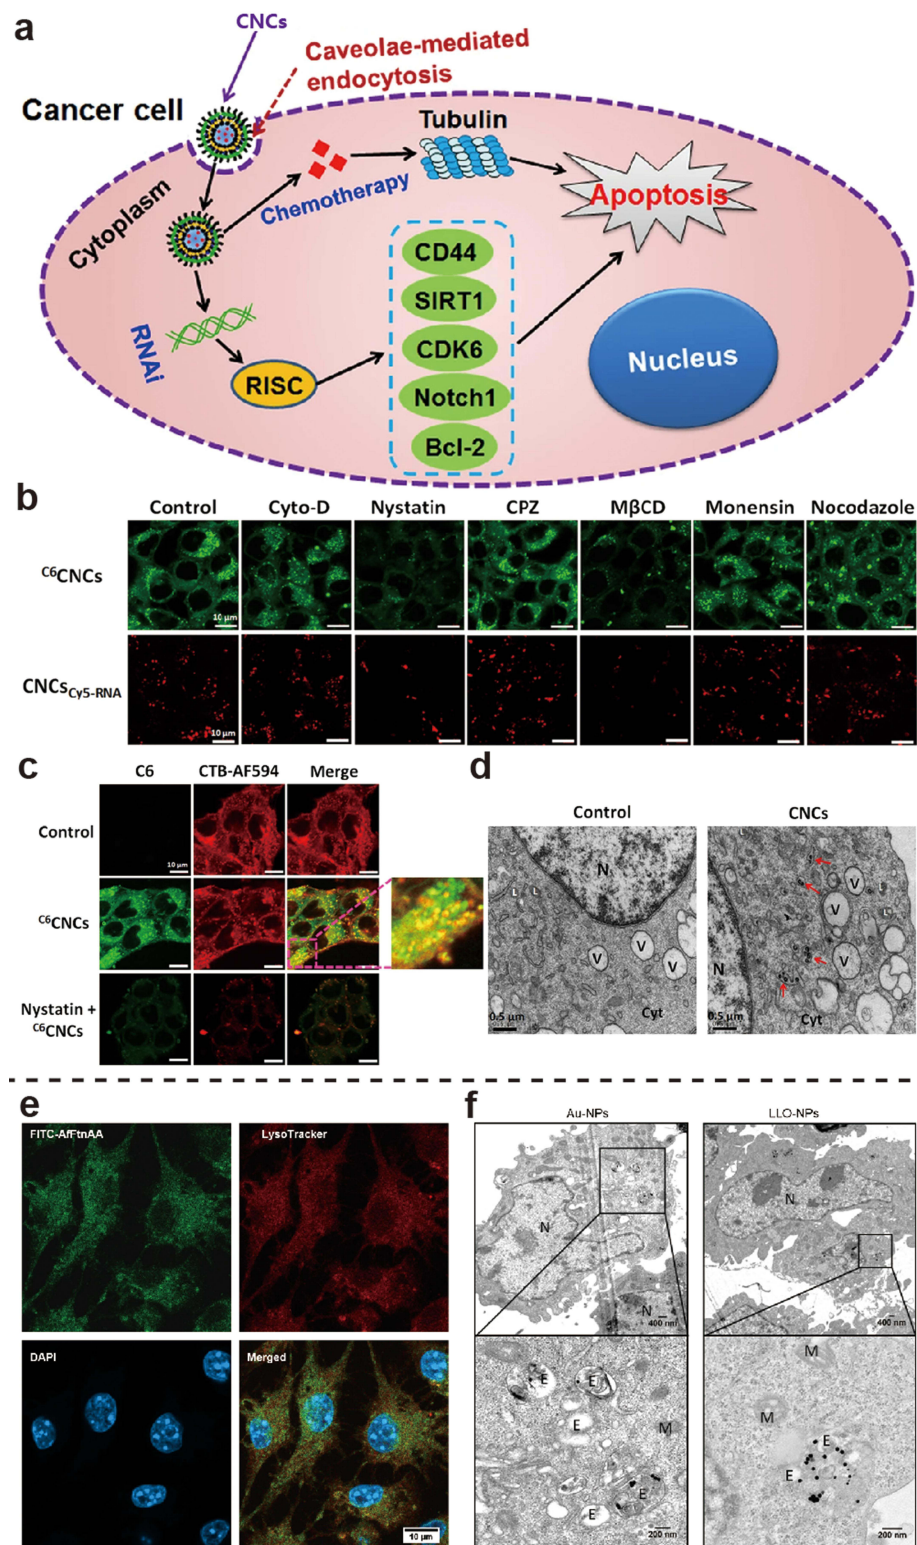 a
CNCs
Caveolae-mediated
endocytosis
Cancer cell
Tubulin
Cytoplasm
Chemotherapy
Apoptosis
CD44
SIRT1
CDK6
Notch1
Bcl-2
RNAi
RISC
Nucleus
b
Control Cyto-D Nystatin CPZ MβCD Monensin Nocodazole
C6CNCs
10 μm
CNCsCy5-RNA
10 μm
c
C6 CTB-AF594 Merge
Control
10 μm
C6CNCs
Nystatin +
C6CNCs
d
Control CNCs
N
L L
V V V
Cyt
0.5 μm
N
V V V
L
Cyt
0.5 μm
e
FITC-AfFtnAA LysoTracker
DAPI Merged
10 μm
f
Au-NPs LLO-NPs
N
N
400 nm
N
400 nm
E E
E
M
E
E
200 nm
M
M
E
E
200 nm